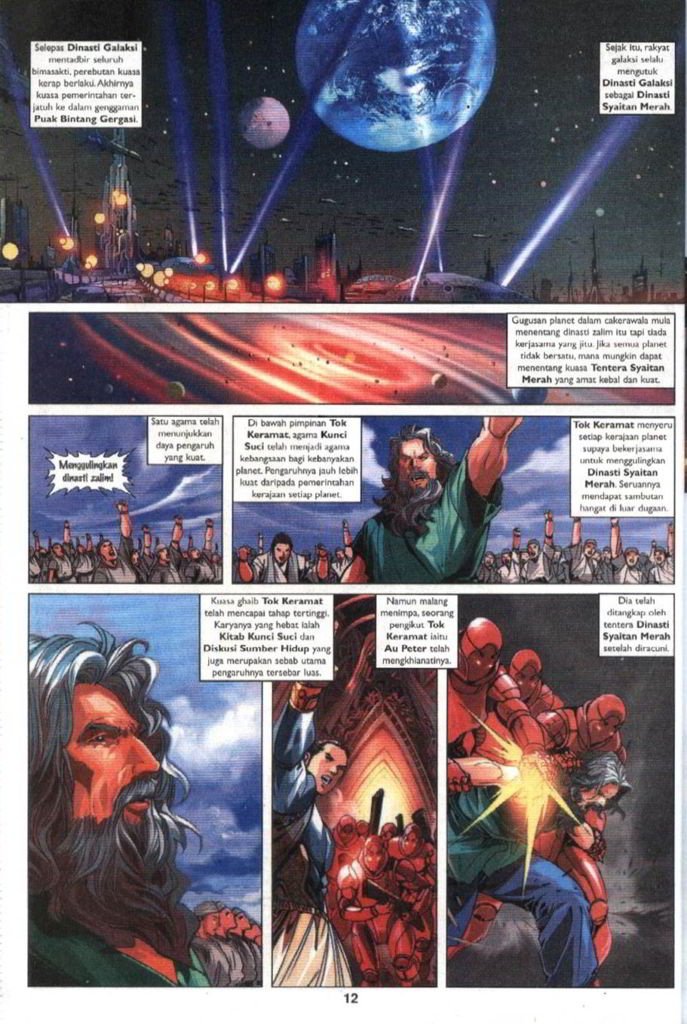 Selepas Dinasti Galaksi
mentadbir seluruh
bimasakti, perebutan kuasa
kerap berlaku. Akhirnya
kuasa pemerintahan ter-
jatuh ke dalam genggaman
Puak Bintang Gergasi.
Sejak itu, rakyat
galaksi selalu
mengutuk
Dinasti Galaksi
sebagai Dinasti
Syaitan Merah.
Gugusan planet dalam cakerawala mula
menentang dinasti zalim itu tapi tiada
kerjasama yang jitu. Jika semua planet
tidak bersatu, mana mungkin dapat
menentang kuasa Tentera Syaitan
Merah yang amat kebal dan kuat.
Satu agama telah
menunjukkan
daya pengaruh
yang kuat.
Menggulingkan
dinasti zalim!
Di bawah pimpinan Tok
Keramat, agama Kunci
Suci telah menjadi agama
kebangsaan bagi kebanyakan
planet. Pengaruhnya jauh lebih
kuat daripada pemerintahan
kerajaan setiap planet.
Tok Keramat menyeru
setiap kerajaan planet
supaya bekerjasama
untuk menggulingkan
Dinasti Syaitan
Merah. Seruannya
mendapat sambutan
hangat di luar dugaan.
Kuasa ghaib Tok Keramat
telah mencapai tahap tertinggi.
Karyanya yang hebat ialah
Kitab Kunci Suci dan
Diskusi Sumber Hidup yang
juga merupakan sebab utama
pengaruhnya tersebar luas.
Namun malang
menimpa, seorang
pengikut Tok
Keramat iaitu
Au Peter telah
mengkhianatinya.
Dia telah
ditangkap oleh
tentera Dinasti
Syaitan Merah
setelah diracuni.
12